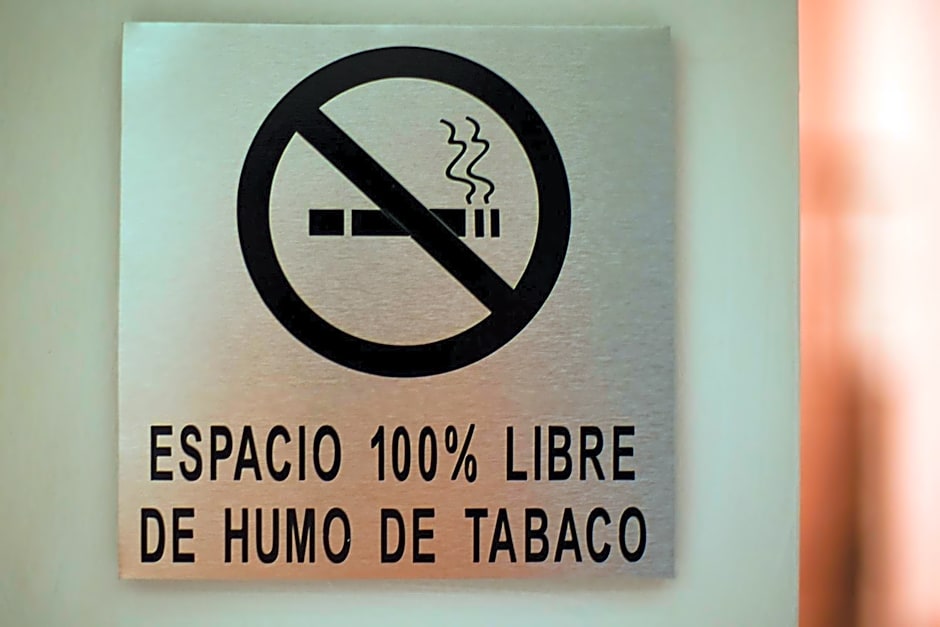 ESPACIO 100% LIBRE
DE HUMO DE TABACO